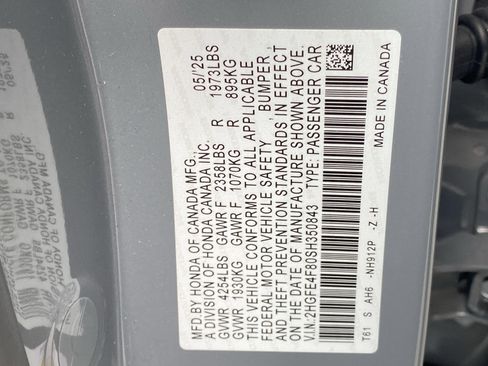 MFD. BY HONDA OF CANADA MFG. 05/25
A DIVISION OF HONDA CANADA INC.
GVWR 4254LBS GAWR F 2358LBS R 1973LBS
GVWR 1930KG GAWR F 1070KG R 895KG
THIS VEHICLE CONFORMS TO ALL APPLICABLE
FEDERAL MOTOR VEHICLE SAFETY, BUMPER,
AND THEFT PREVENTION STANDARDS IN EFFECT
ON THE DATE OF MANUFACTURE SHOWN ABOVE.
V.I.N.:2HGFE4F80SH350843 TYPE: PASSENGER CAR
T61 S AH6 -NH912P -Z -H MADE IN CANADA